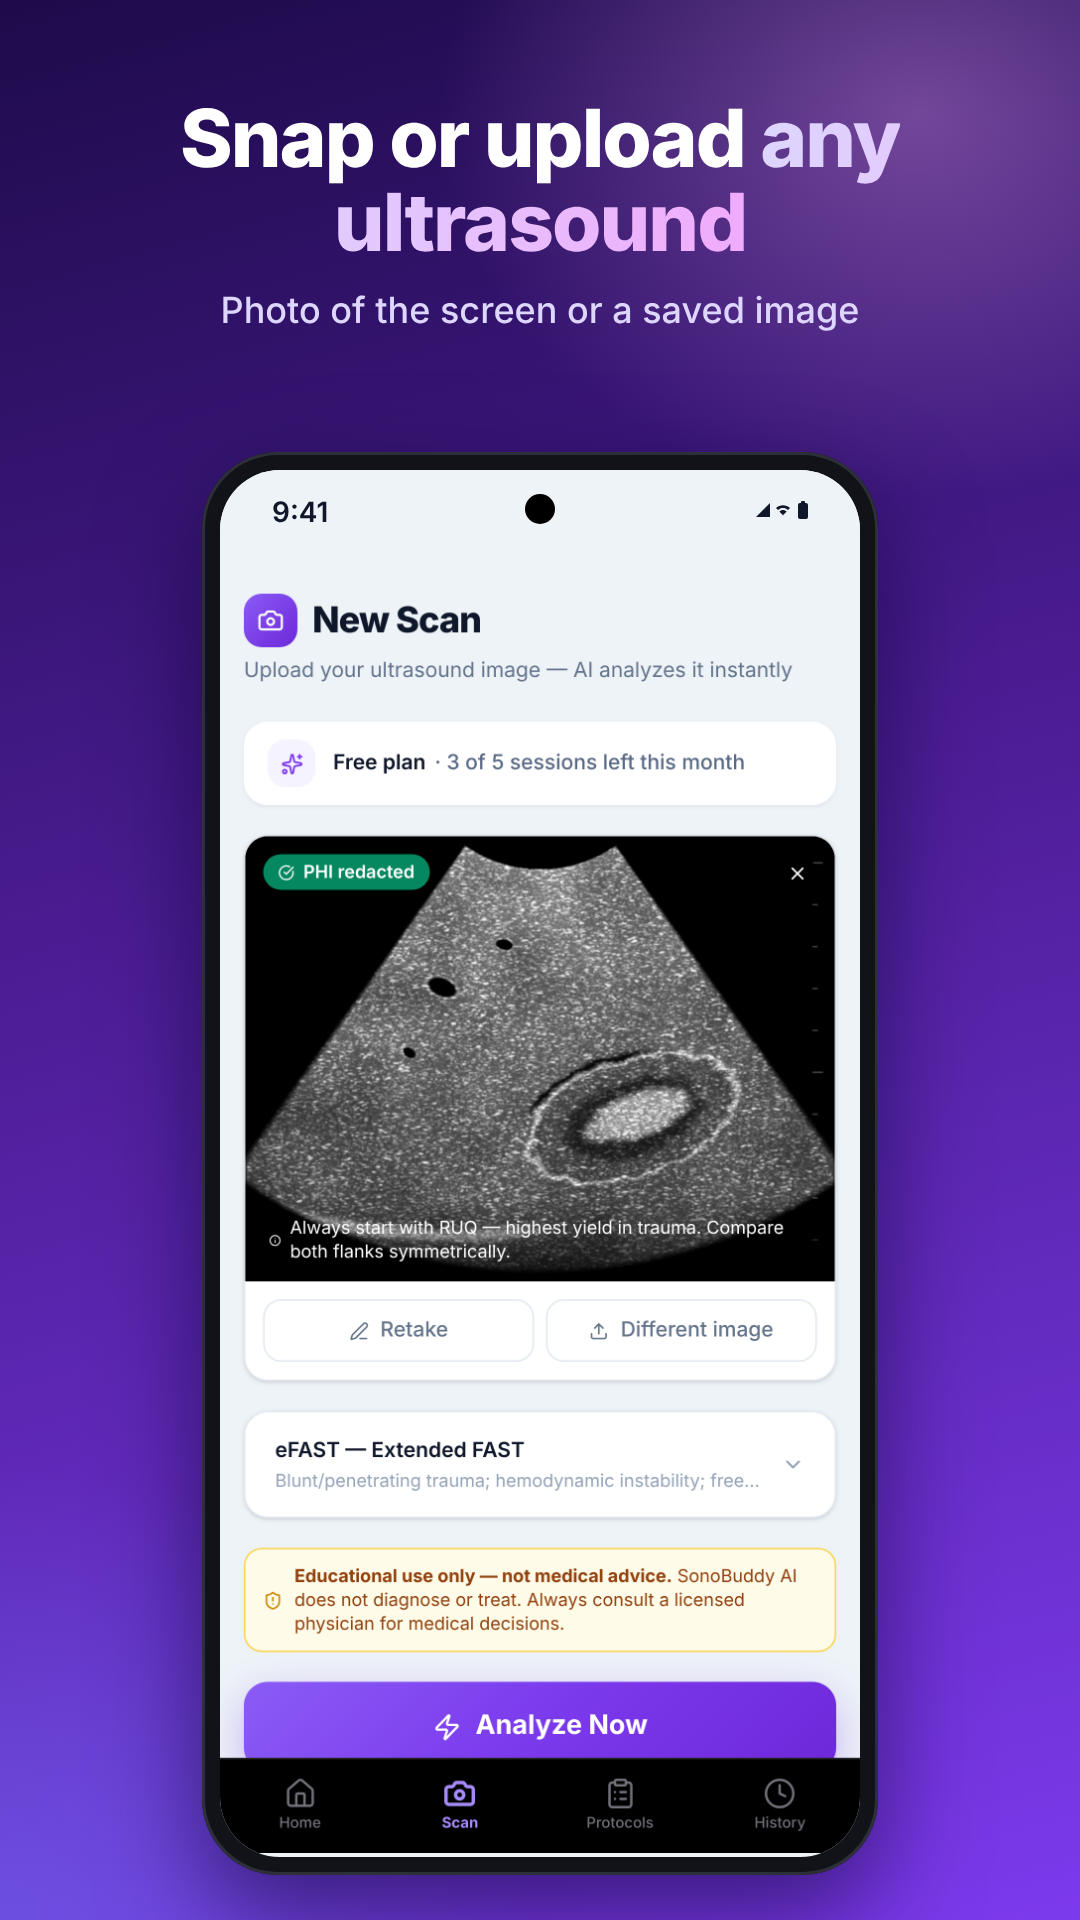 Snap or upload any
ultrasound
Photo of the screen or a saved image
9:41
New Scan
Upload your ultrasound image — AI analyzes it instantly
Free plan · 3 of 5 sessions left this month
PHI redacted
Always start with RUQ — highest yield in trauma. Compare
both flanks symmetrically.
Retake
Different image
eFAST — Extended FAST
Blunt/penetrating trauma; hemodynamic instability; free...
Educational use only — not medical advice. SonoBuddy AI
does not diagnose or treat. Always consult a licensed
physician for medical decisions.
Analyze Now
Home
Scan
Protocols
History